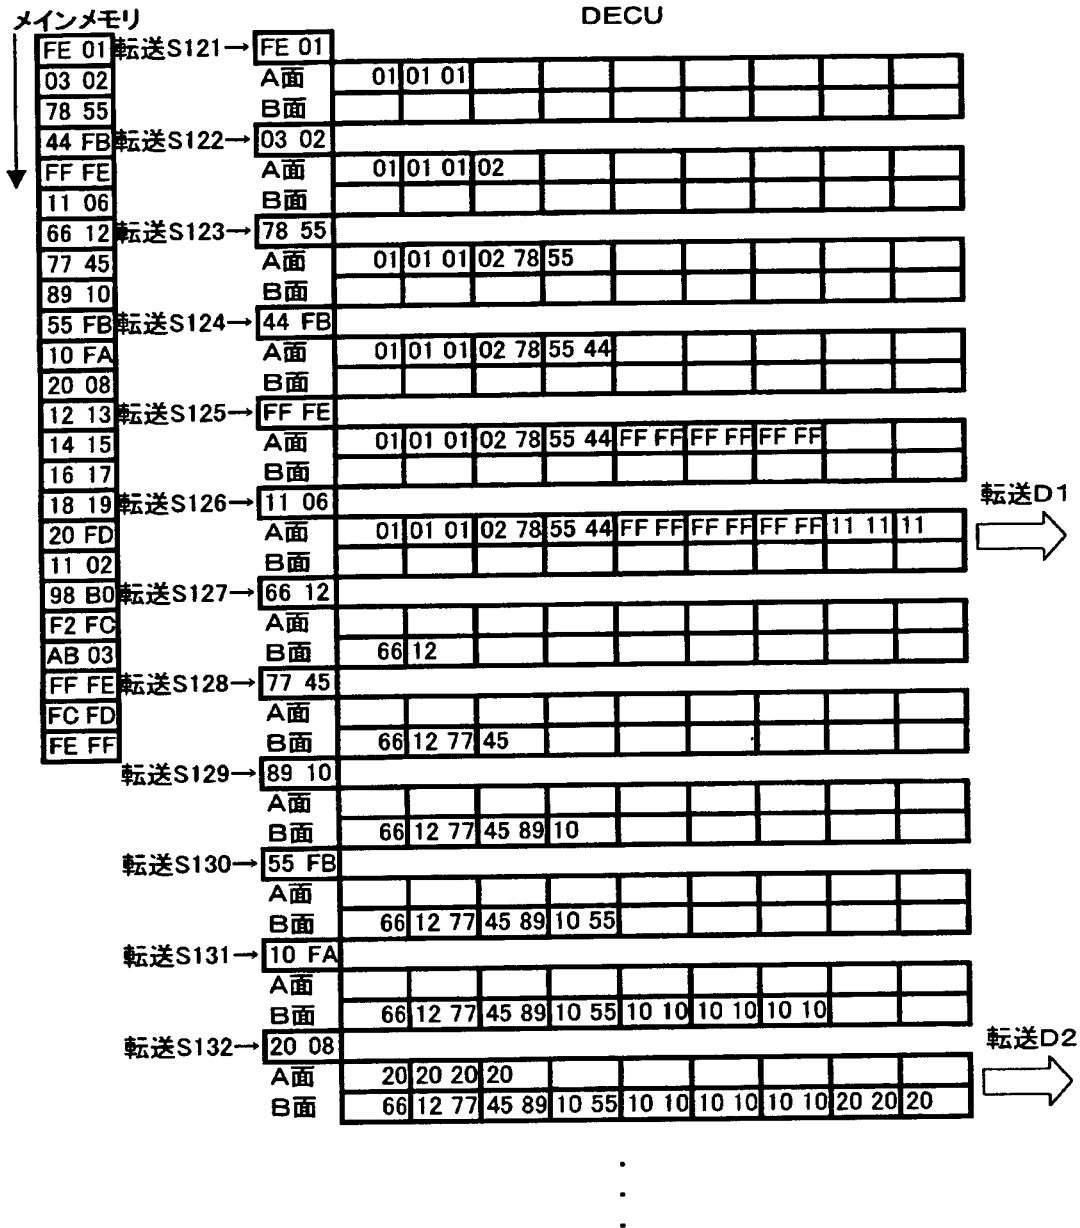 メインメモリ
DECU
FE 01
03 02
78 55
44 FB
FF FE
11 06
66 12
77 45
89 10
55 FB
10 FA
20 08
12 13
14 15
16 17
18 19
20 FD
11 02
98 B0
F2 FC
AB 03
FF FE
FC FD
FE FF
転送S121→ FE 01
A面 01 01 01
B面
転送S122→ 03 02
A面 01 01 01 02
B面
転送S123→ 78 55
A面 01 01 01 02 78 55
B面
転送S124→ 44 FB
A面 01 01 01 02 78 55 44
B面
転送S125→ FF FE
A面 01 01 01 02 78 55 44 FF FF FF FF FF FF
B面
転送S126→ 11 06
A面 01 01 01 02 78 55 44 FF FF FF FF FF FF 11 11 11
B面
転送D1
転送S127→ 66 12
A面
B面 66 12
転送S128→ 77 45
A面
B面 66 12 77 45
転送S129→ 89 10
A面
B面 66 12 77 45 89 10
転送S130→ 55 FB
A面
B面 66 12 77 45 89 10 55
転送S131→ 10 FA
A面
B面 66 12 77 45 89 10 55 10 10 10 10 10 10
転送S132→ 20 08
A面 20 20 20 20
B面 66 12 77 45 89 10 55 10 10 10 10 10 10 20 20 20
転送D2